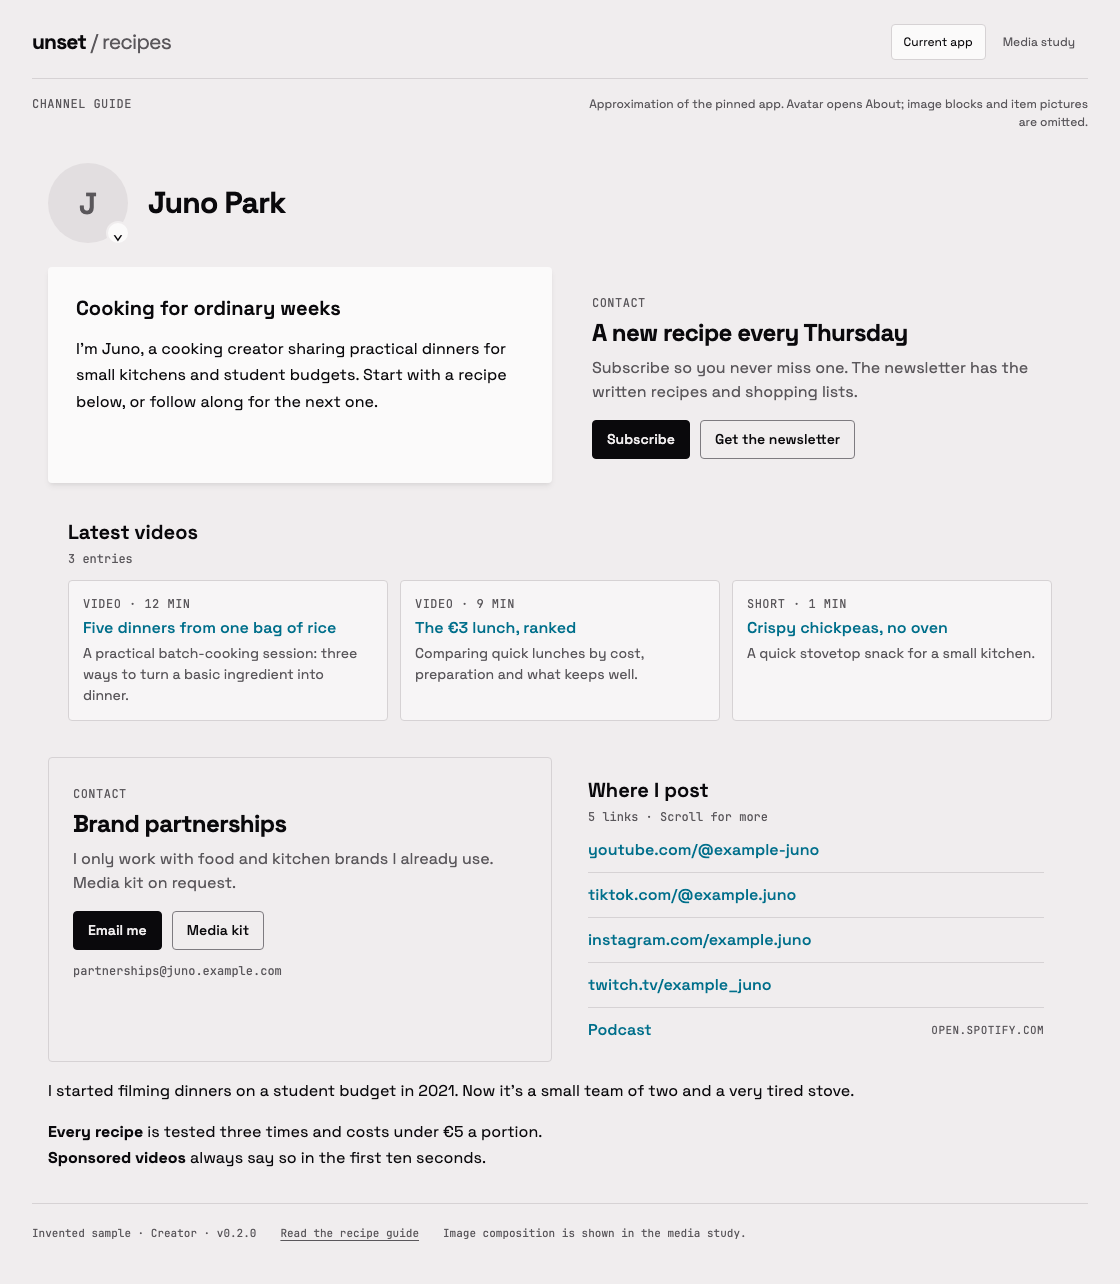 unset / recipes
Current app
Media study
CHANNEL GUIDE
Approximation of the pinned app. Avatar opens About; image blocks and item pictures
are omitted.
J
Juno Park
Cooking for ordinary weeks
I'm Juno, a cooking creator sharing practical dinners for
small kitchens and student budgets. Start with a recipe
below, or follow along for the next one.
CONTACT
A new recipe every Thursday
Subscribe so you never miss one. The newsletter has the
written recipes and shopping lists.
Subscribe
Get the newsletter
Latest videos
3 entries
VIDEO · 12 MIN
Five dinners from one bag of rice
A practical batch-cooking session: three
ways to turn a basic ingredient into
dinner.
VIDEO · 9 MIN
The €3 lunch, ranked
Comparing quick lunches by cost,
preparation and what keeps well.
SHORT · 1 MIN
Crispy chickpeas, no oven
A quick stovetop snack for a small kitchen.
CONTACT
Brand partnerships
I only work with food and kitchen brands I already use.
Media kit on request.
Email me
Media kit
partnerships@juno.example.com
Where I post
5 links · Scroll for more
youtube.com/@example-juno
tiktok.com/@example.juno
instagram.com/example.juno
twitch.tv/example_juno
Podcast
OPEN.SPOTIFY.COM
I started filming dinners on a student budget in 2021. Now it's a small team of two and a very tired stove.
Every recipe is tested three times and costs under €5 a portion.
Sponsored videos always say so in the first ten seconds.
Invented sample · Creator · v0.2.0
Read the recipe guide
Image composition is shown in the media study.